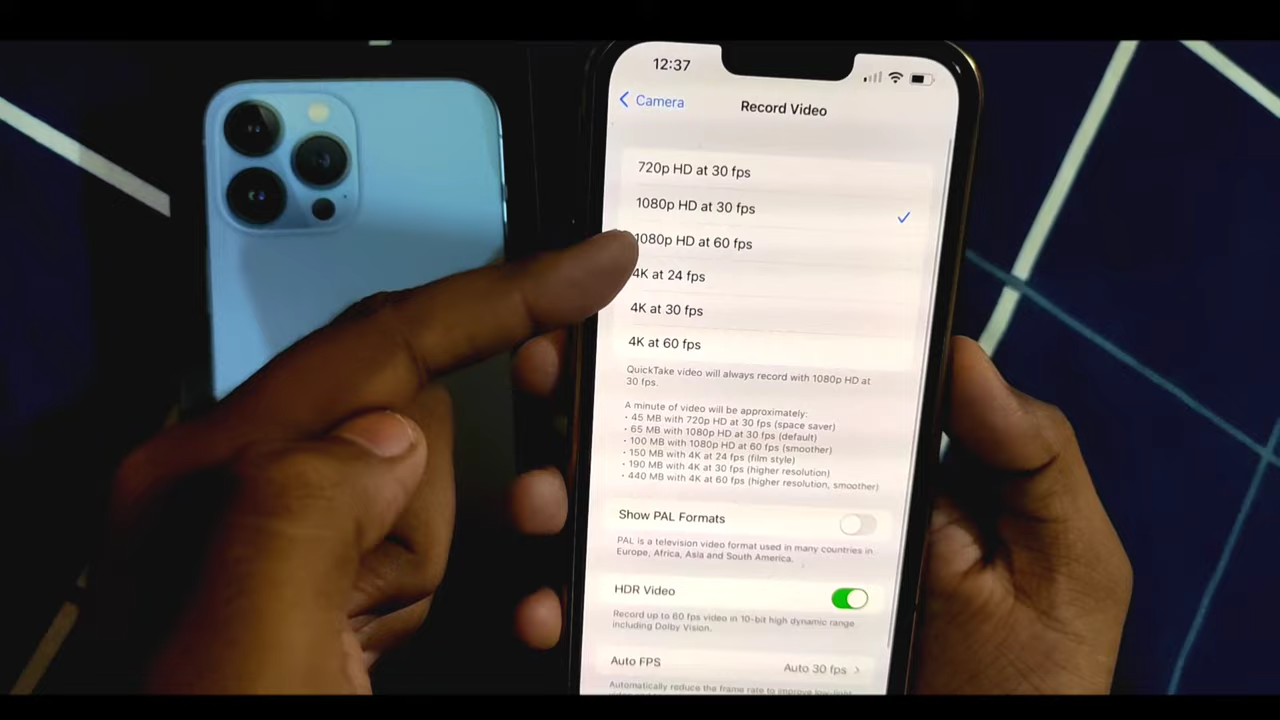 12:37
Camera
Record Video
720p HD at 30 fps
1080p HD at 30 fps
1080p HD at 60 fps
4K at 24 fps
4K at 30 fps
4K at 60 fps
QuickTake video will always record with 1080p HD at
30 fps.
A minute of video will be approximately:
• 45 MB with 720p HD at 30 fps (space saver)
• 65 MB with 1080p HD at 30 fps (default)
• 100 MB with 1080p HD at 60 fps (smoother)
• 150 MB with 4K at 24 fps (film style)
• 190 MB with 4K at 30 fps (higher resolution)
• 440 MB with 4K at 60 fps (higher resolution, smoother)
Show PAL Formats
PAL is a television video format used in many countries in
Europe, Africa, Asia and South America.
HDR Video
Record up to 60 fps video in 10-bit high dynamic range
including Dolby Vision.
Auto FPS
Auto 30 fps
Automatically reduce the frame rate to improve low-light